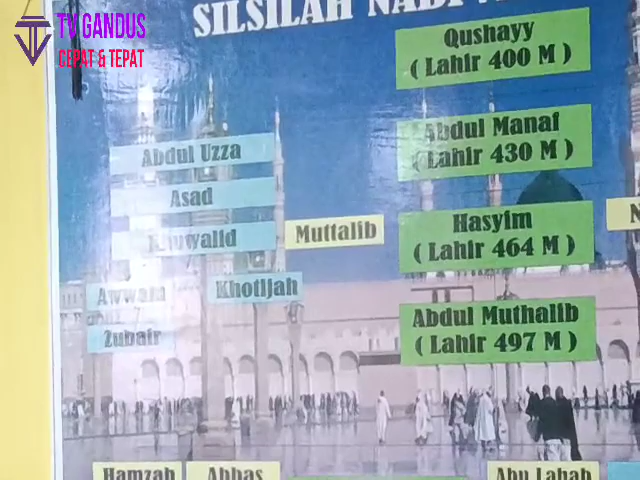 TV GANDUS
CEPAT & TEPAT
SILSILAH NABI
Qushayy
( Lahir 400 M )
Abdul Manaf
( Lahir 430 M )
Abdul Uzza
Asad
Khuwyalid
Muttalib
Hasyim
( Lahir 464 M )
Awwam
Khotijah
Zubair
Abdul Muthalib
( Lahir 497 M )
Hamzah
Abbas
Abu Lahab